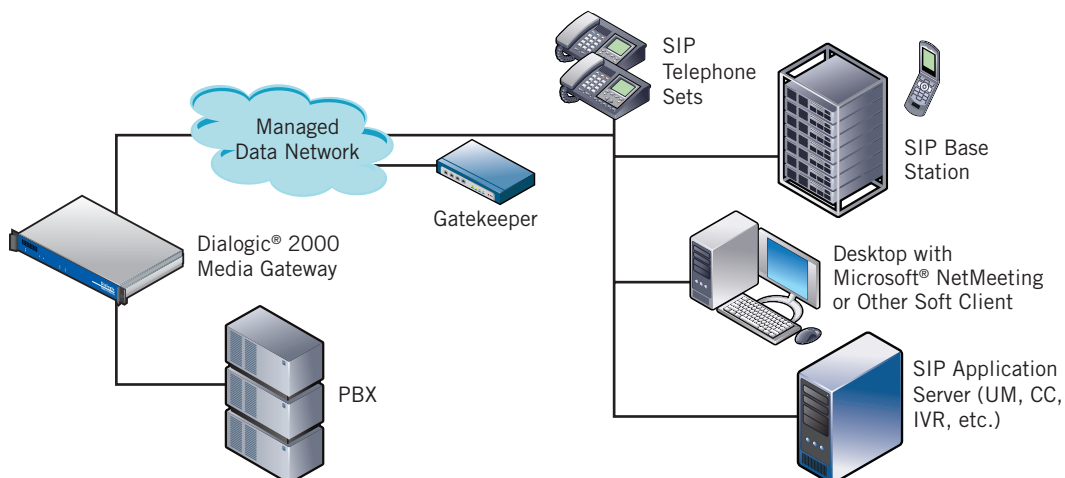 SIP
Telephone
Sets
Managed
Data Network
SIP Base
Station
Gatekeeper
Dialogic® 2000
Media Gateway
Desktop with
Microsoft® NetMeeting
or Other Soft Client
PBX
SIP Application
Server (UM, CC,
IVR, etc.)